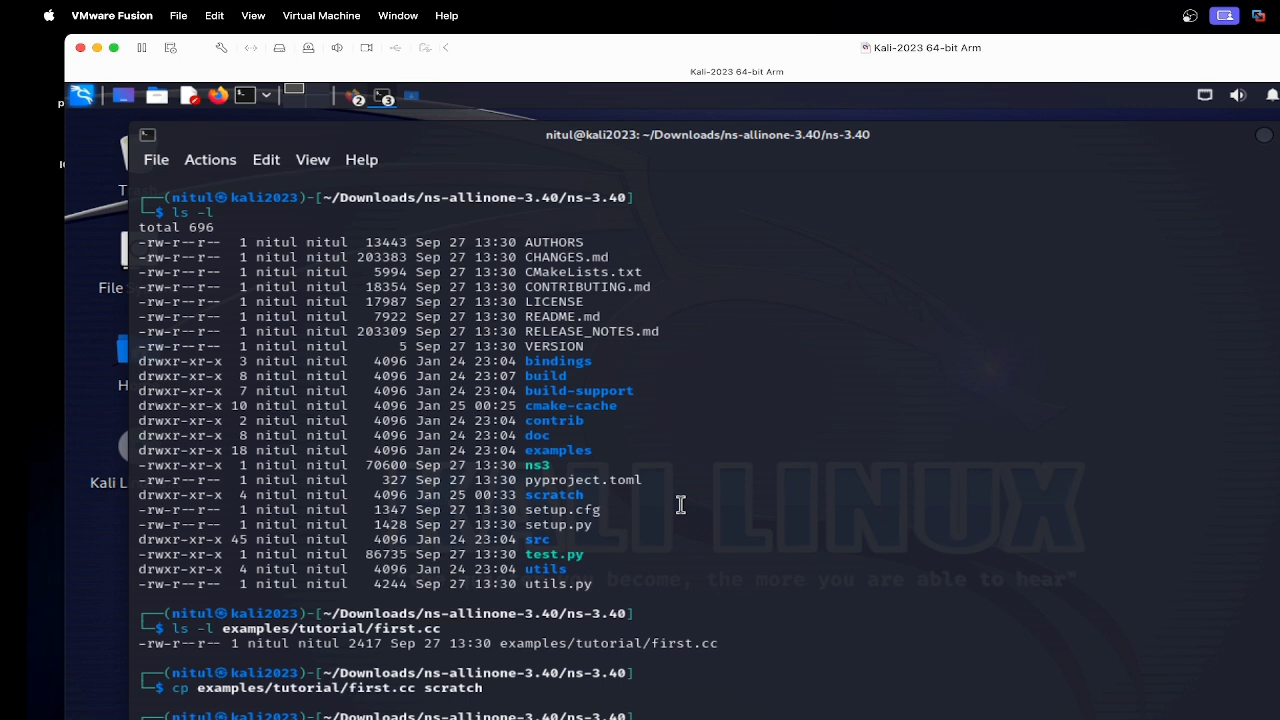 VMware Fusion File Edit View Virtual Machine Window Help
Kali-2023 64-bit Arm
Kali-2023 64-bit Arm
2 3
nitul@kali2023: ~/Downloads/ns-allinone-3.40/ns-3.40
File Actions Edit View Help
(nitul㉿kali2023)-[~/Downloads/ns-allinone-3.40/ns-3.40]
$ ls -l
total 696
-rw-r--r-- 1 nitul nitul 13443 Sep 27 13:30 AUTHORS
-rw-r--r-- 1 nitul nitul 203383 Sep 27 13:30 CHANGES.md
-rw-r--r-- 1 nitul nitul 5994 Sep 27 13:30 CMakeLists.txt
-rw-r--r-- 1 nitul nitul 18354 Sep 27 13:30 CONTRIBUTING.md
-rw-r--r-- 1 nitul nitul 17987 Sep 27 13:30 LICENSE
-rw-r--r-- 1 nitul nitul 7922 Sep 27 13:30 README.md
-rw-r--r-- 1 nitul nitul 203309 Sep 27 13:30 RELEASE_NOTES.md
-rw-r--r-- 1 nitul nitul 5 Sep 27 13:30 VERSION
drwxr-xr-x 3 nitul nitul 4096 Jan 24 23:04 bindings
drwxr-xr-x 8 nitul nitul 4096 Jan 24 23:07 build
drwxr-xr-x 7 nitul nitul 4096 Jan 24 23:04 build-support
drwxr-xr-x 10 nitul nitul 4096 Jan 25 00:25 cmake-cache
drwxr-xr-x 2 nitul nitul 4096 Jan 24 23:04 contrib
drwxr-xr-x 8 nitul nitul 4096 Jan 24 23:04 doc
drwxr-xr-x 18 nitul nitul 4096 Jan 24 23:04 examples
-rwxr-xr-x 1 nitul nitul 70600 Sep 27 13:30 ns3
-rw-r--r-- 1 nitul nitul 327 Sep 27 13:30 pyproject.toml
drwxr-xr-x 4 nitul nitul 4096 Jan 25 00:33 scratch
-rw-r--r-- 1 nitul nitul 1347 Sep 27 13:30 setup.cfg
-rw-r--r-- 1 nitul nitul 1428 Sep 27 13:30 setup.py
drwxr-xr-x 45 nitul nitul 4096 Jan 24 23:04 src
-rwxr-xr-x 1 nitul nitul 86735 Sep 27 13:30 test.py
drwxr-xr-x 4 nitul nitul 4096 Jan 24 23:04 utils
-rw-r--r-- 1 nitul nitul 4244 Sep 27 13:30 utils.py
KALI LINUX
become, the more you are able to hear"
(nitul㉿kali2023)-[~/Downloads/ns-allinone-3.40/ns-3.40]
$ ls -l examples/tutorial/first.cc
-rw-r--r-- 1 nitul nitul 2417 Sep 27 13:30 examples/tutorial/first.cc
(nitul㉿kali2023)-[~/Downloads/ns-allinone-3.40/ns-3.40]
$ cp examples/tutorial/first.cc scratch
(nitul㉿kali2023)-[~/Downloads/ns-allinone-3.40/ns-3.40]